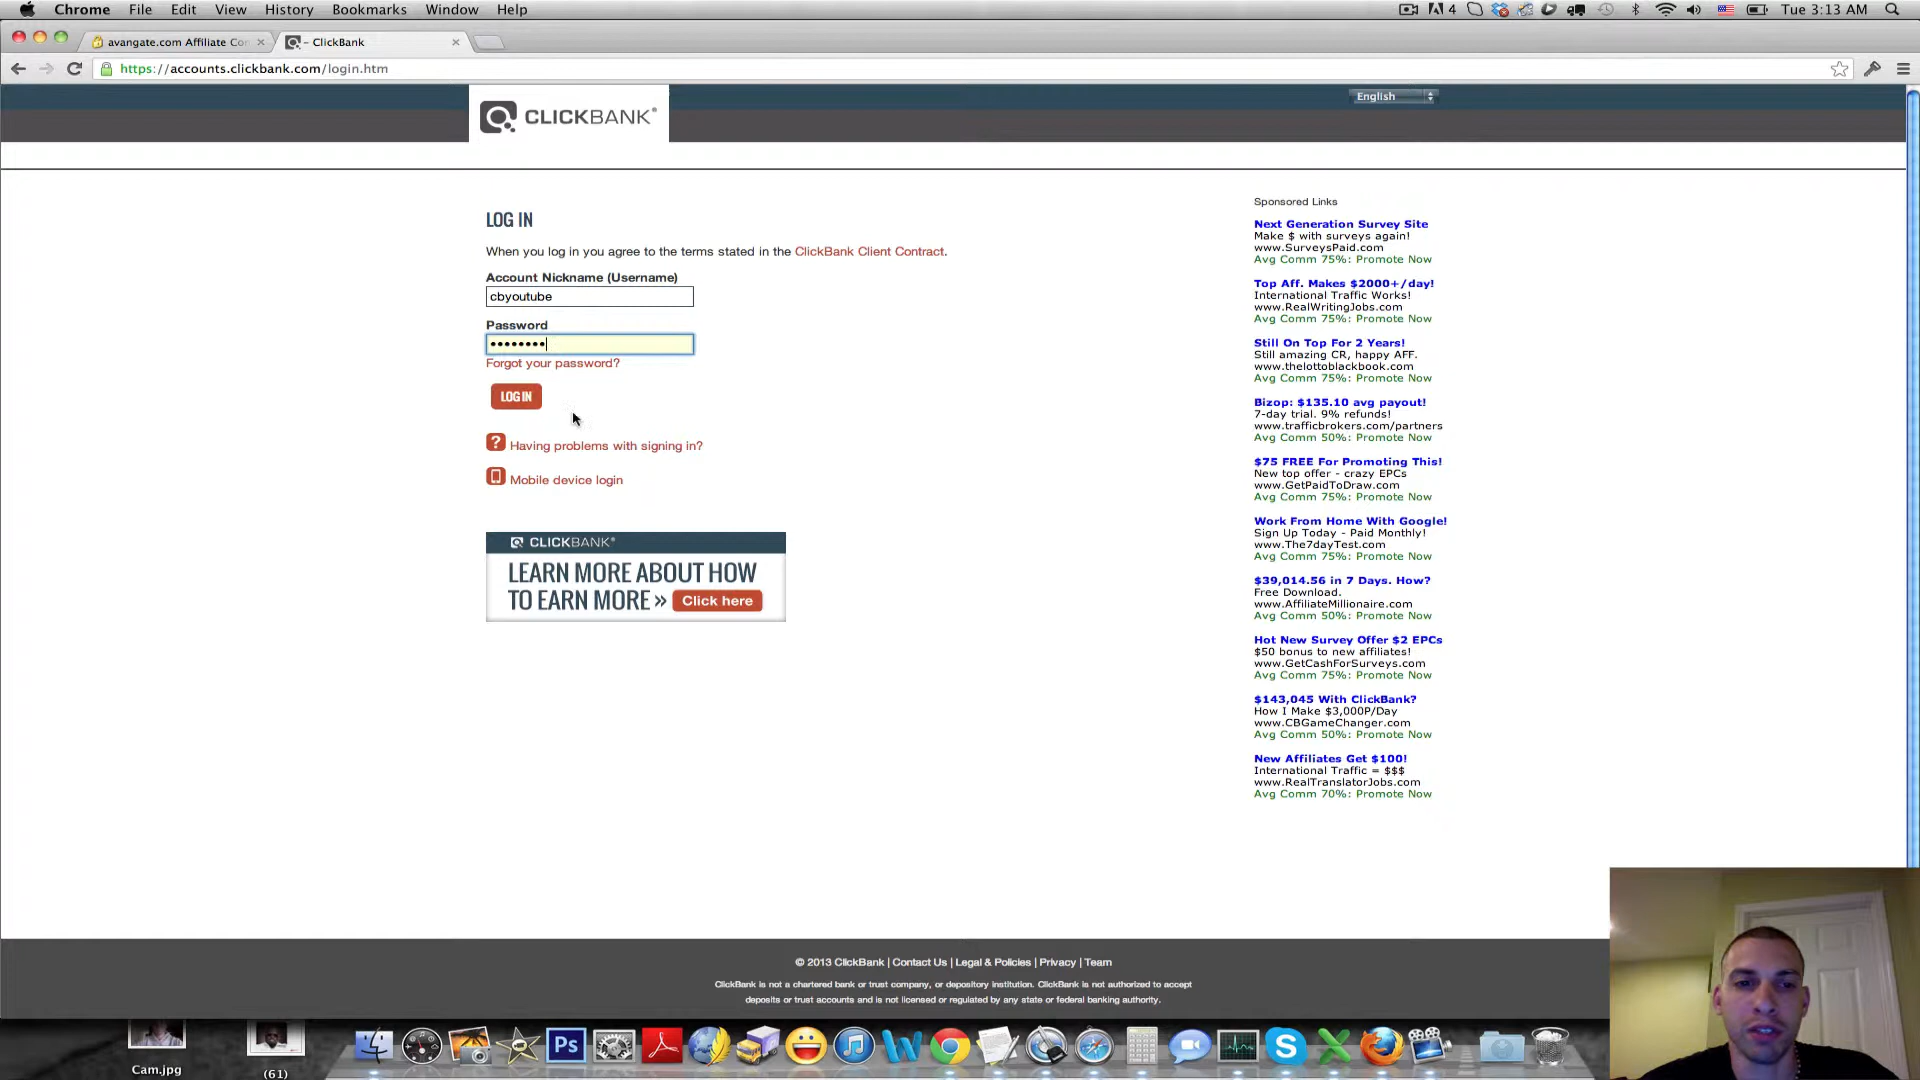 Chrome File Edit View History Bookmarks Window Help
4
Tue 3:13 AM
avangate.com Affiliate Cor
- ClickBank
https://accounts.clickbank.com/login.htm
CLICKBANK®
English
LOG IN
When you log in you agree to the terms stated in the ClickBank Client Contract.
Account Nickname (Username)
cbyoutube
Password
••••••••
Forgot your password?
LOG IN
? Having problems with signing in?
Mobile device login
CLICKBANK®
LEARN MORE ABOUT HOW
TO EARN MORE » Click here
Sponsored Links
Next Generation Survey Site
Make $ with surveys again!
www.SurveysPaid.com
Avg Comm 75%: Promote Now
Top Aff. Makes $2000+/day!
International Traffic Works!
www.RealWritingJobs.com
Avg Comm 75%: Promote Now
Still On Top For 2 Years!
Still amazing CR, happy AFF.
www.thelottoblackbook.com
Avg Comm 75%: Promote Now
Bizop: $135.10 avg payout!
7-day trial. 9% refunds!
www.trafficbrokers.com/partners
Avg Comm 50%: Promote Now
$75 FREE For Promoting This!
New top offer - crazy EPCs
www.GetPaidToDraw.com
Avg Comm 75%: Promote Now
Work From Home With Google!
Sign Up Today - Paid Monthly!
www.The7dayTest.com
Avg Comm 75%: Promote Now
$39,014.56 in 7 Days. How?
Free Download.
www.AffiliateMillionaire.com
Avg Comm 50%: Promote Now
Hot New Survey Offer $2 EPCs
$50 bonus to new affiliates!
www.GetCashForSurveys.com
Avg Comm 75%: Promote Now
$143,045 With ClickBank?
How I Make $3,000P/Day
www.CBGameChanger.com
Avg Comm 50%: Promote Now
New Affiliates Get $100!
International Traffic = $$$
www.RealTranslatorJobs.com
Avg Comm 70%: Promote Now
© 2013 ClickBank | Contact Us | Legal & Policies | Privacy | Team
ClickBank is not a chartered bank or trust company, or depository institution. ClickBank is not authorized to accept
deposits or trust accounts and is not licensed or regulated by any state or federal banking authority.
Ps
W
S
Cam.jpg
(61)